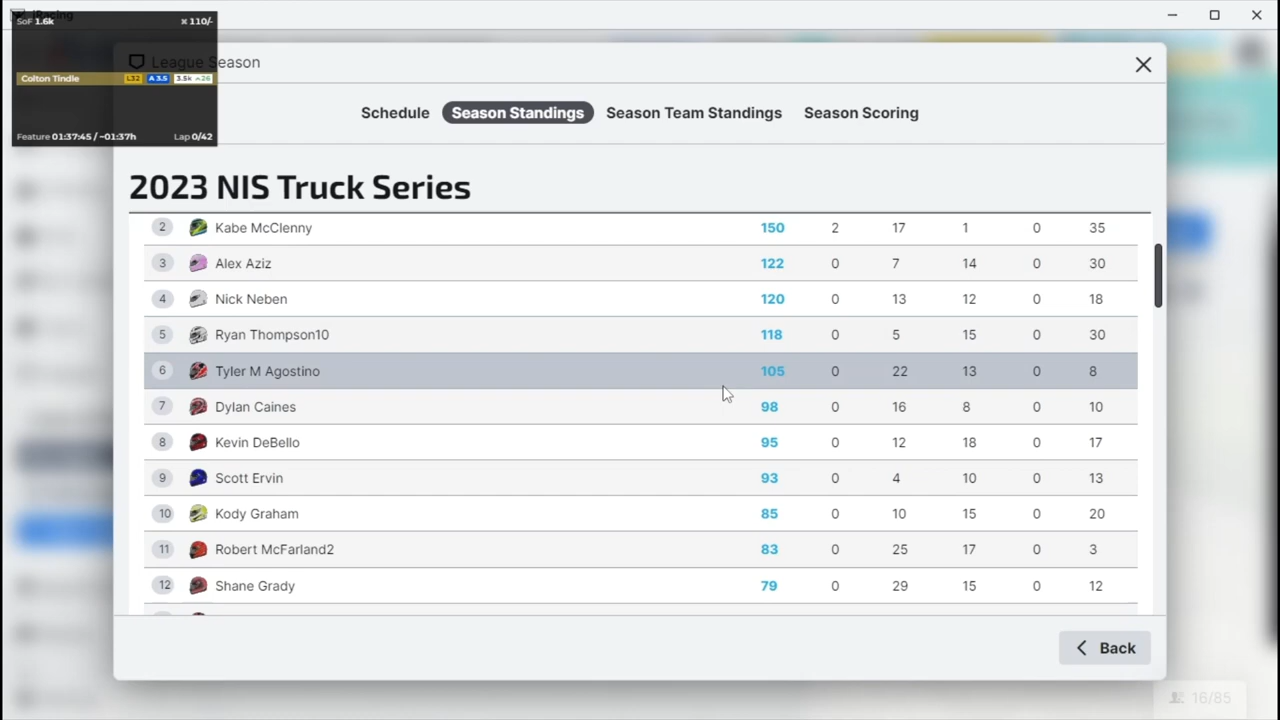 SoF 1.6k 110/-
Colton Tindle L32 A 3.5 3.5k 26
Feature 01:37:45 / ~01:37h Lap 0/42
League Season
Schedule Season Standings Season Team Standings Season Scoring
2023 NIS Truck Series
2 Kabe McClenny 150 2 17 1 0 35
3 Alex Aziz 122 0 7 14 0 30
4 Nick Neben 120 0 13 12 0 18
5 Ryan Thompson10 118 0 5 15 0 30
6 Tyler M Agostino 105 0 22 13 0 8
7 Dylan Caines 98 0 16 8 0 10
8 Kevin DeBello 95 0 12 18 0 17
9 Scott Ervin 93 0 4 10 0 13
10 Kody Graham 85 0 10 15 0 20
11 Robert McFarland2 83 0 25 17 0 3
12 Shane Grady 79 0 29 15 0 12
Back
16/85